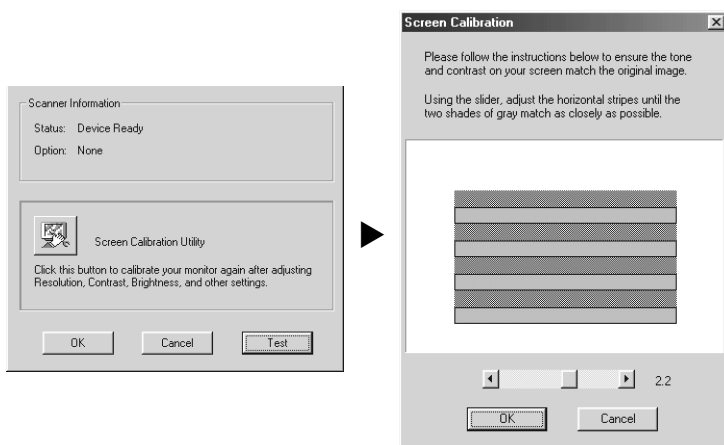 Scanner Information
Status: Device Ready
Option: None
Screen Calibration Utility
Click this button to calibrate your monitor again after adjusting
Resolution, Contrast, Brightness, and other settings.
OK Cancel Test
Screen Calibration
Please follow the instructions below to ensure the tone
and contrast on your screen match the original image.
Using the slider, adjust the horizontal stripes until the
two shades of gray match as closely as possible.
2.2
OK Cancel